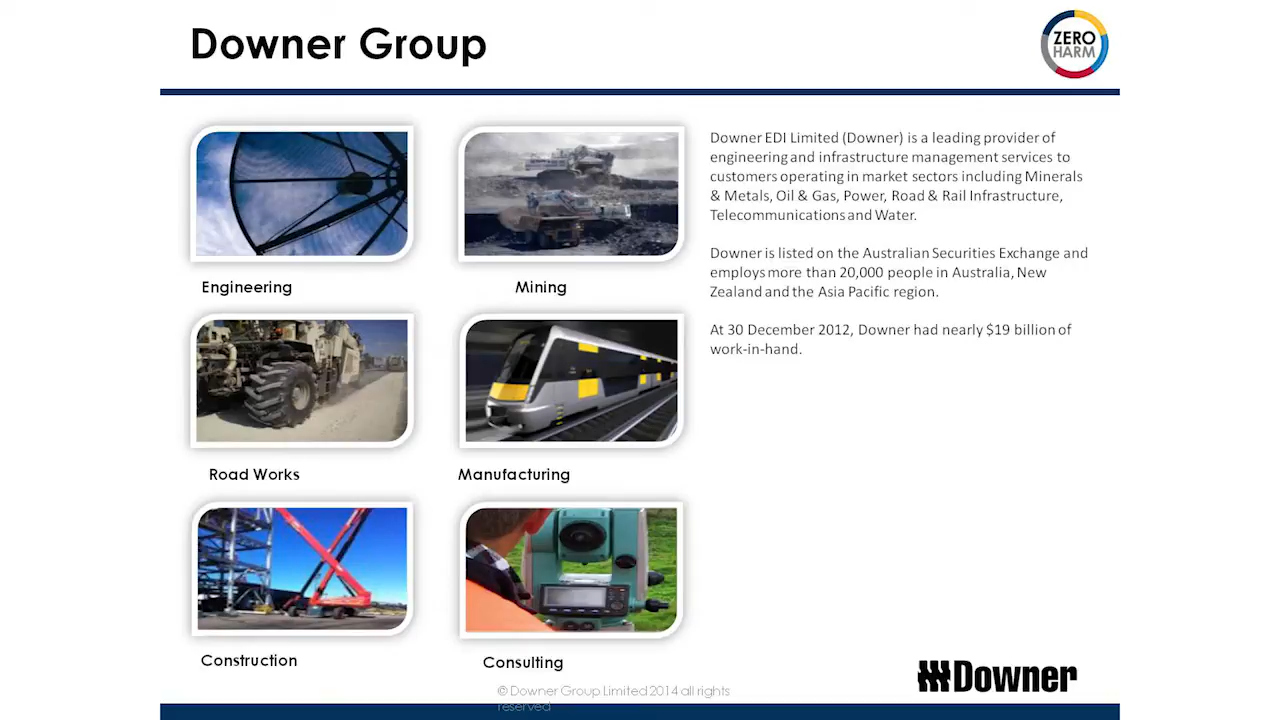 Downer Group
ZERO
HARM
Downer EDI Limited (Downer) is a leading provider of
engineering and infrastructure management services to
customers operating in market sectors including Minerals
& Metals, Oil & Gas, Power, Road & Rail Infrastructure,
Telecommunications and Water.
Downer is listed on the Australian Securities Exchange and
employs more than 20,000 people in Australia, New
Zealand and the Asia Pacific region.
At 30 December 2012, Downer had nearly $19 billion of
work-in-hand.
Engineering
Mining
Road Works
Manufacturing
Construction
Consulting
Downer
© Downer Group Limited 2014 all rights
reserved